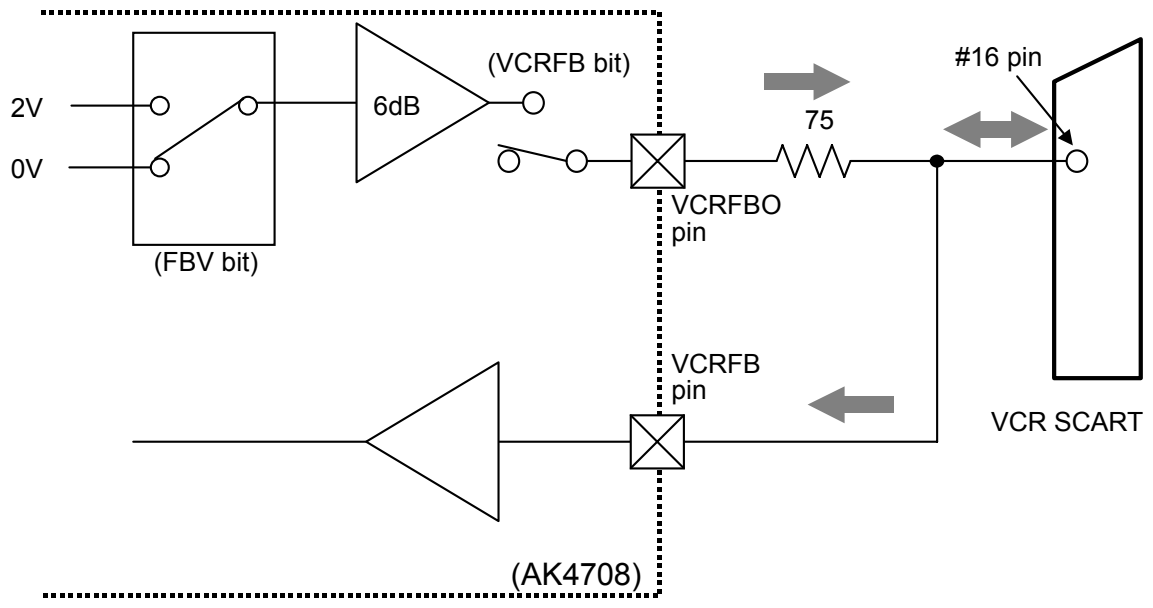 2V
0V
(FBV bit)
6dB
(VCRFB bit)
VCRFBO
pin
75
#16 pin
VCRFB
pin
VCR SCART
(AK4708)